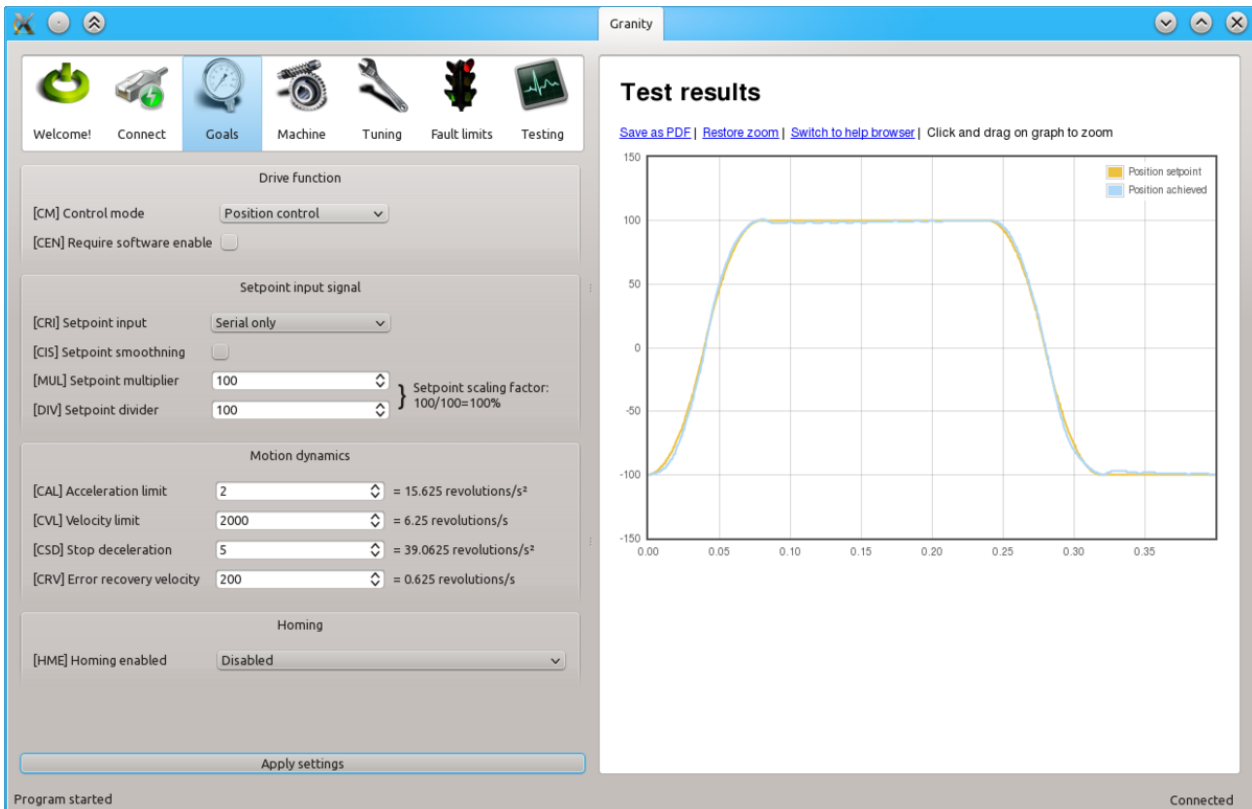 Granity
Welcome!
Connect
Goals
Machine
Tuning
Fault limits
Testing
Drive function
[CM] Control mode
Position control
[CEN] Require software enable
Setpoint input signal
[CRI] Setpoint input
Serial only
[CIS] Setpoint smoothning
[MUL] Setpoint multiplier
100
[DIV] Setpoint divider
100
} Setpoint scaling factor:
100/100=100%
Motion dynamics
[CAL] Acceleration limit
2
= 15.625 revolutions/s²
[CVL] Velocity limit
2000
= 6.25 revolutions/s
[CSD] Stop deceleration
5
= 39.0625 revolutions/s²
[CRV] Error recovery velocity
200
= 0.625 revolutions/s
Homing
[HME] Homing enabled
Disabled
Apply settings
Program started
Test results
Save as PDF | Restore zoom | Switch to help browser | Click and drag on graph to zoom
Position setpoint
Position achieved
150
100
50
0
-50
-100
-150
0.00
0.05
0.10
0.15
0.20
0.25
0.30
0.35
Connected